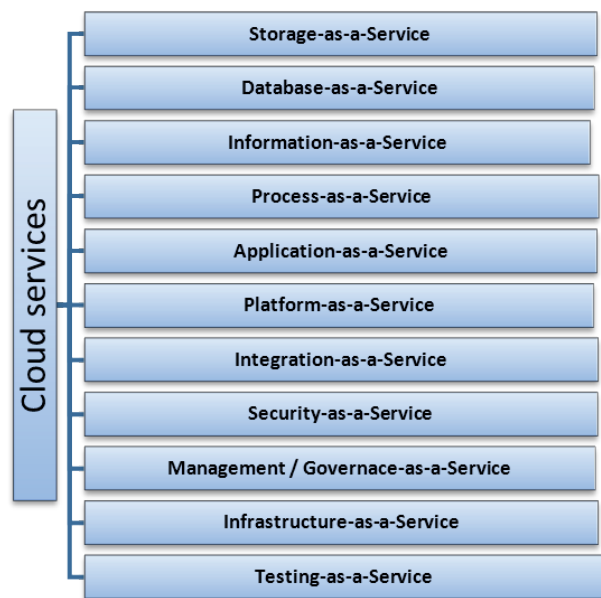 Cloud services
Storage-as-a-Service
Database-as-a-Service
Information-as-a-Service
Process-as-a-Service
Application-as-a-Service
Platform-as-a-Service
Integration-as-a-Service
Security-as-a-Service
Management / Governace-as-a-Service
Infrastructure-as-a-Service
Testing-as-a-Service